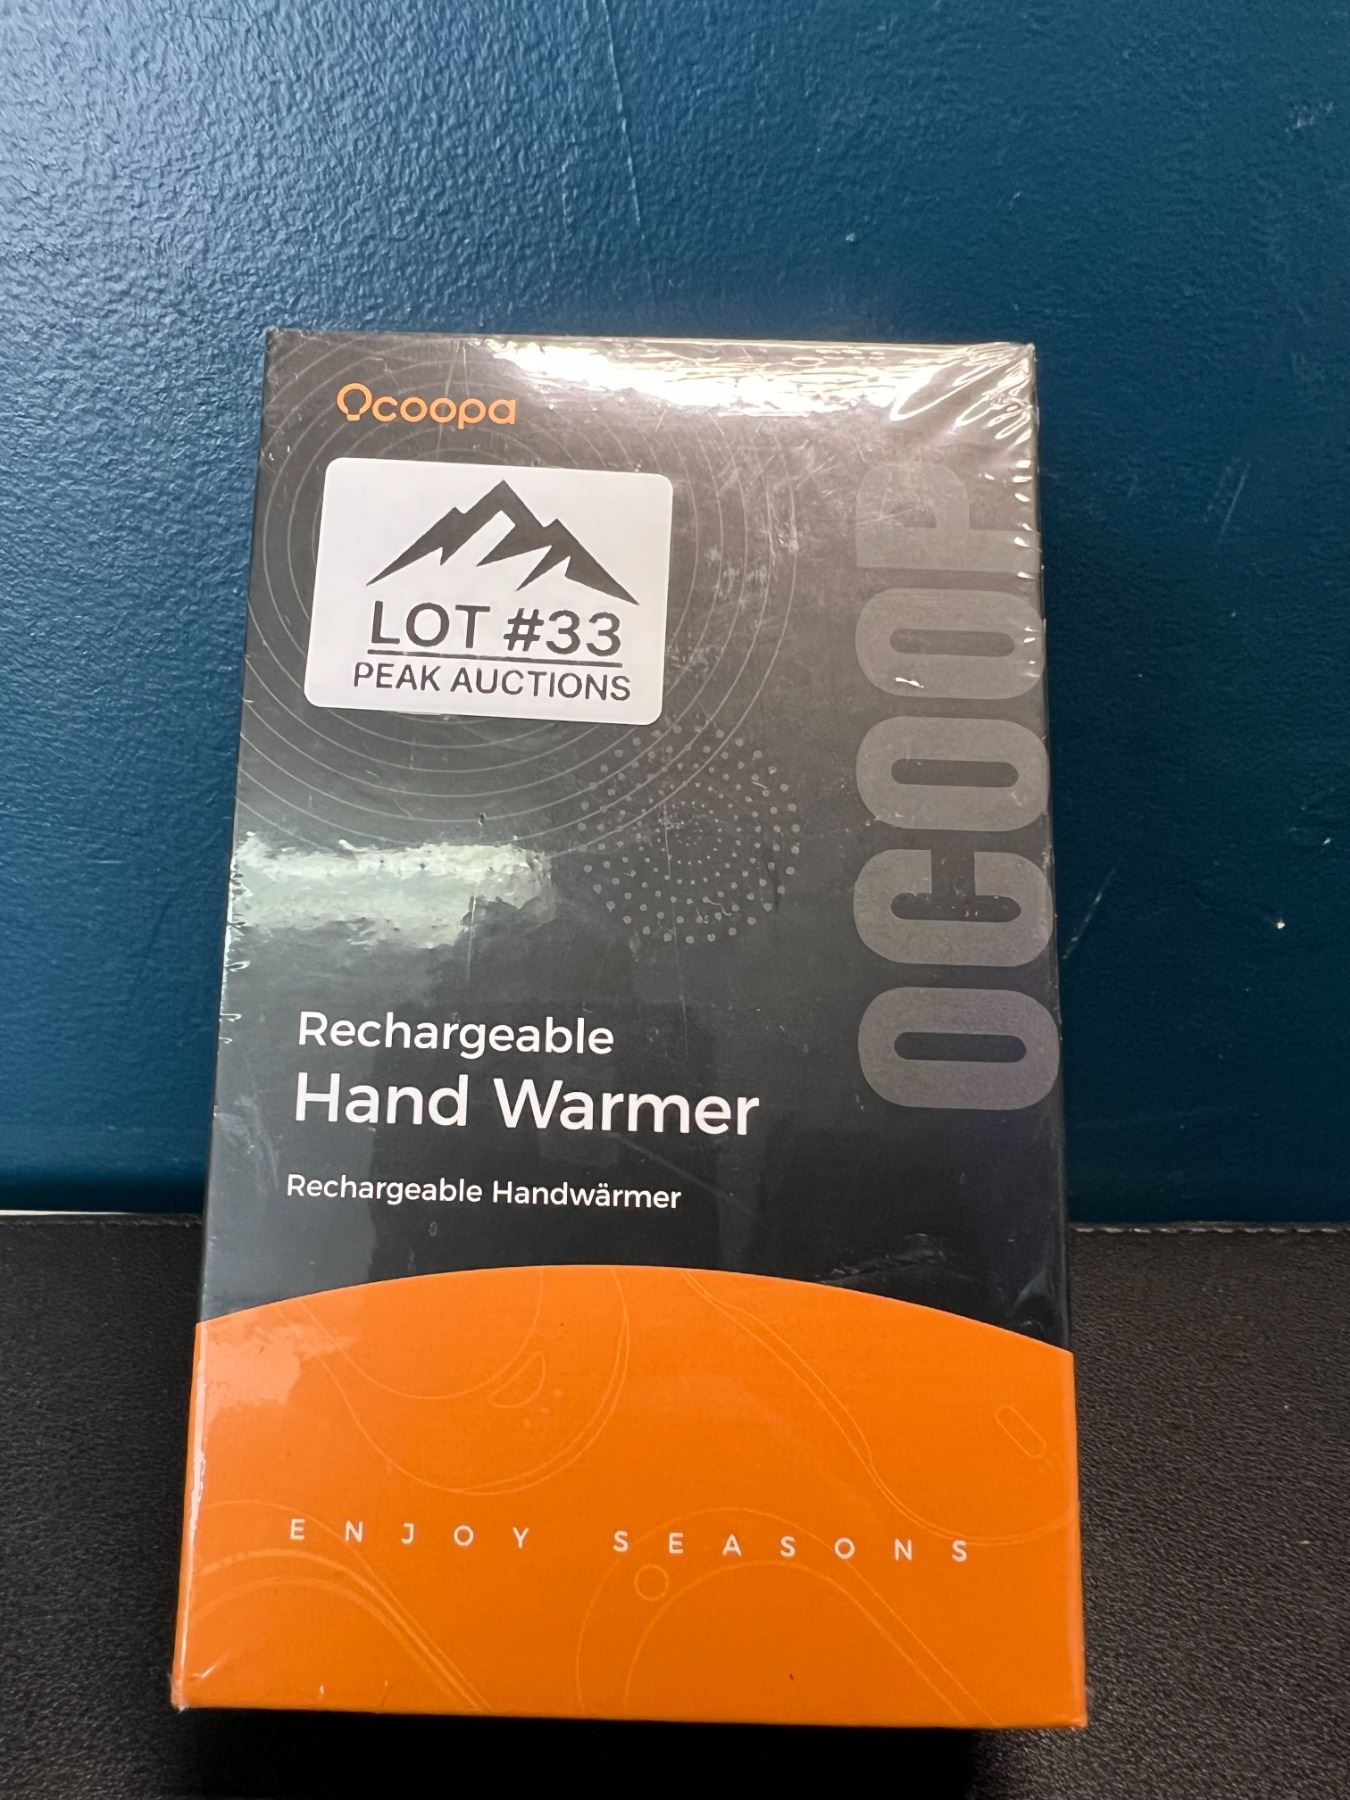 Ocoopa
LOT #33
PEAK AUCTIONS
OCOOP
Rechargeable
Hand Warmer
Rechargeable Handwärmer
ENJOY SEASONS